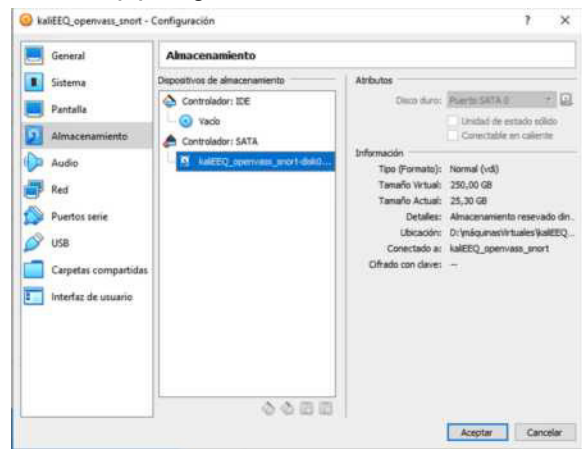 kaliEEQ_openvass_snort - Configuración
? ×
General
Sistema
Pantalla
Almacenamiento
Audio
Red
Puertos serie
USB
Carpetas compartidas
Interfaz de usuario
Almacenamiento
Dispositivos de almacenamiento
Controlador: IDE
Vacío
Controlador: SATA
kaliEEQ_openvass_snort-disk0...
Atributos
Disco duro: Puerto SATA 0
Unidad de estado sólido
Conectable en caliente
Información
Tipo (Formato): Normal (vdi)
Tamaño Virtual: 250,00 GB
Tamaño Actual: 25,30 GB
Detalles: Almacenamiento reservado din..
Ubicación: D:\máquinasVirtuales\kaliEEQ...
Conectado a: kaliEEQ_openvass_snort
Cifrado con clave: --
Aceptar Cancelar